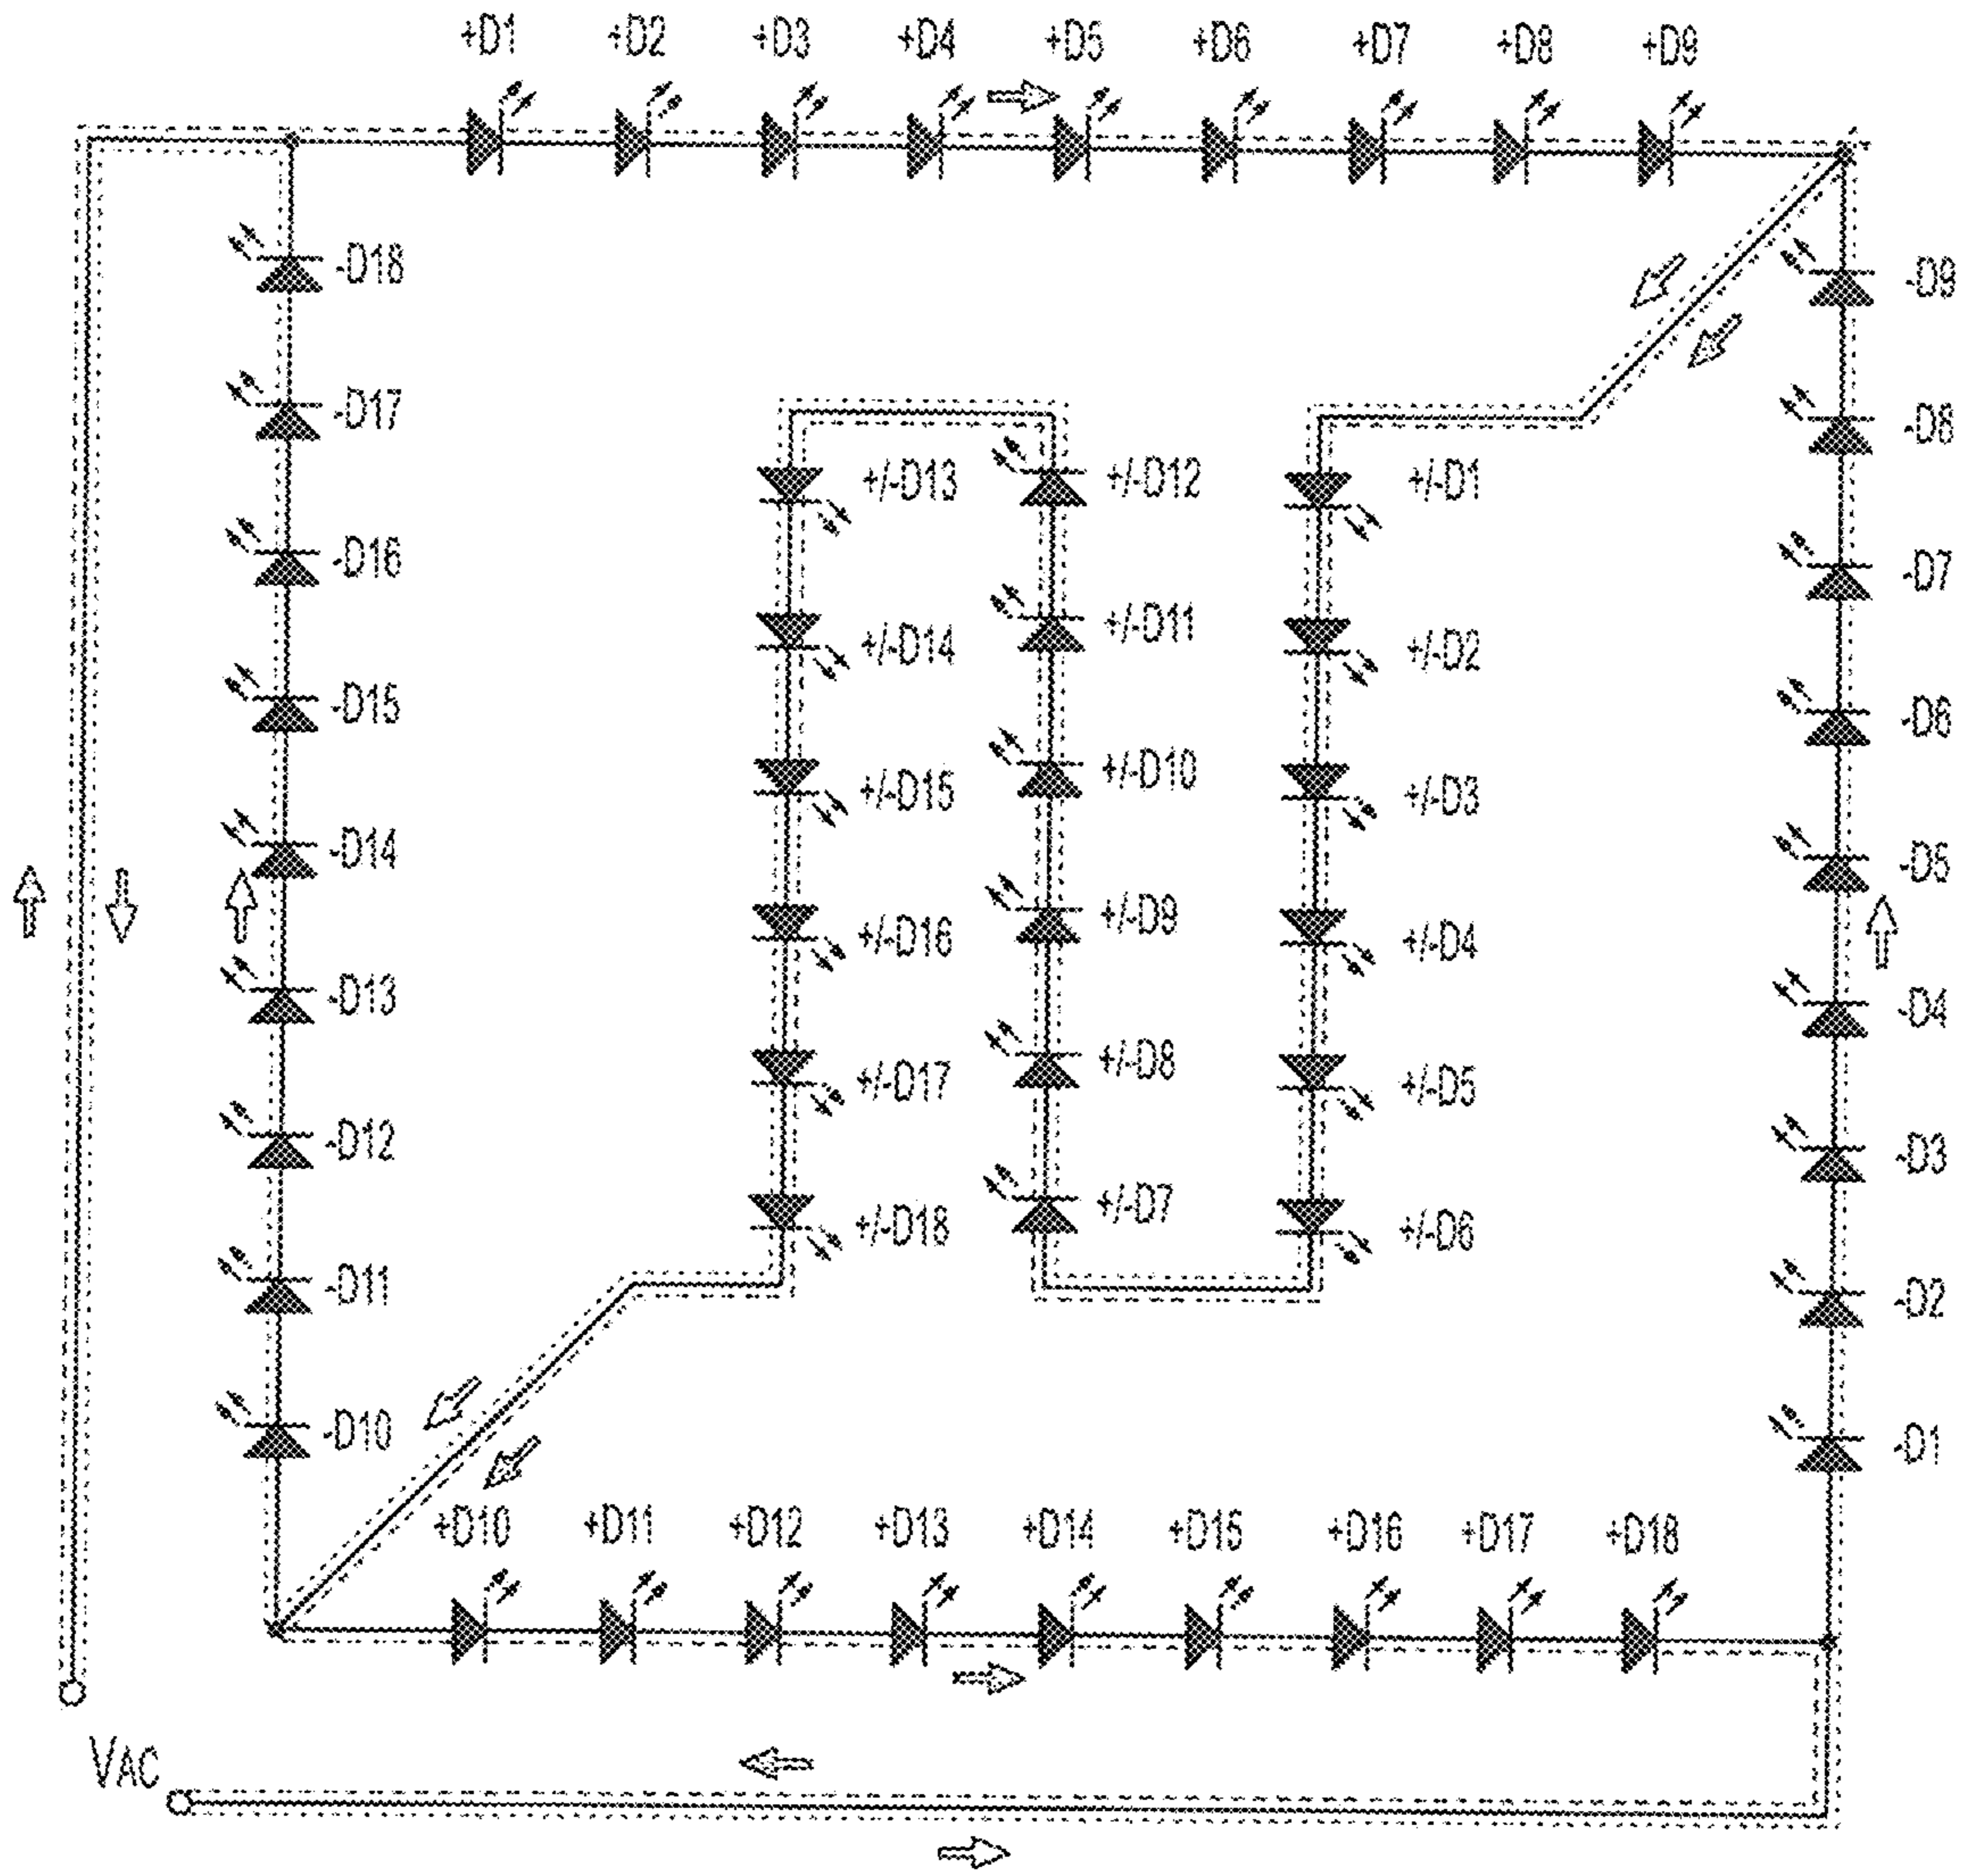 +D1 +D2 +D3 +D4 +D5 +D6 +D7 +D8 +D9
-D18 -D9
-D17 -D8
+/-D13 +/-D12 +/-D1
-D16 -D7
+/-D14 +/-D11 +/-D2
-D15 -D6
+/-D15 +/-D10 +/-D3
-D14 -D5
+/-D16 +/-D9 +/-D4
-D13 -D4
+/-D17 +/-D8 +/-D5
-D12 -D3
+/-D18 +/-D7 +/-D6
-D11 -D2
-D10 -D1
+D10 +D11 +D12 +D13 +D14 +D15 +D16 +D17 +D18
VAC